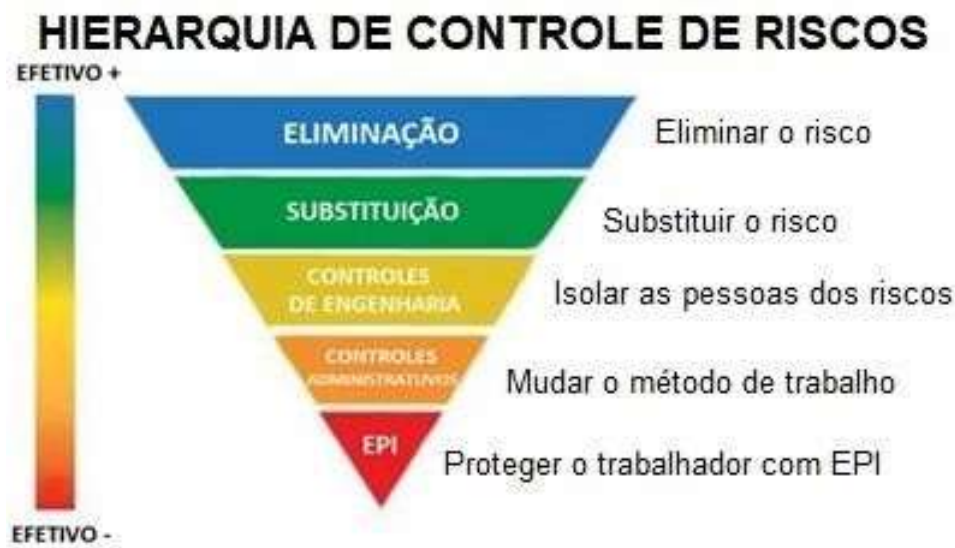 HIERARQUIA DE CONTROLE DE RISCOS
EFETIVO +
ELIMINAÇÃO
Eliminar o risco
SUBSTITUIÇÃO
Substituir o risco
CONTROLES
DE ENGENHARIA
Isolar as pessoas dos riscos
CONTROLES
ADMINISTRATUVOS
Mudar o método de trabalho
EPI
Proteger o trabalhador com EPI
EFETIVO -